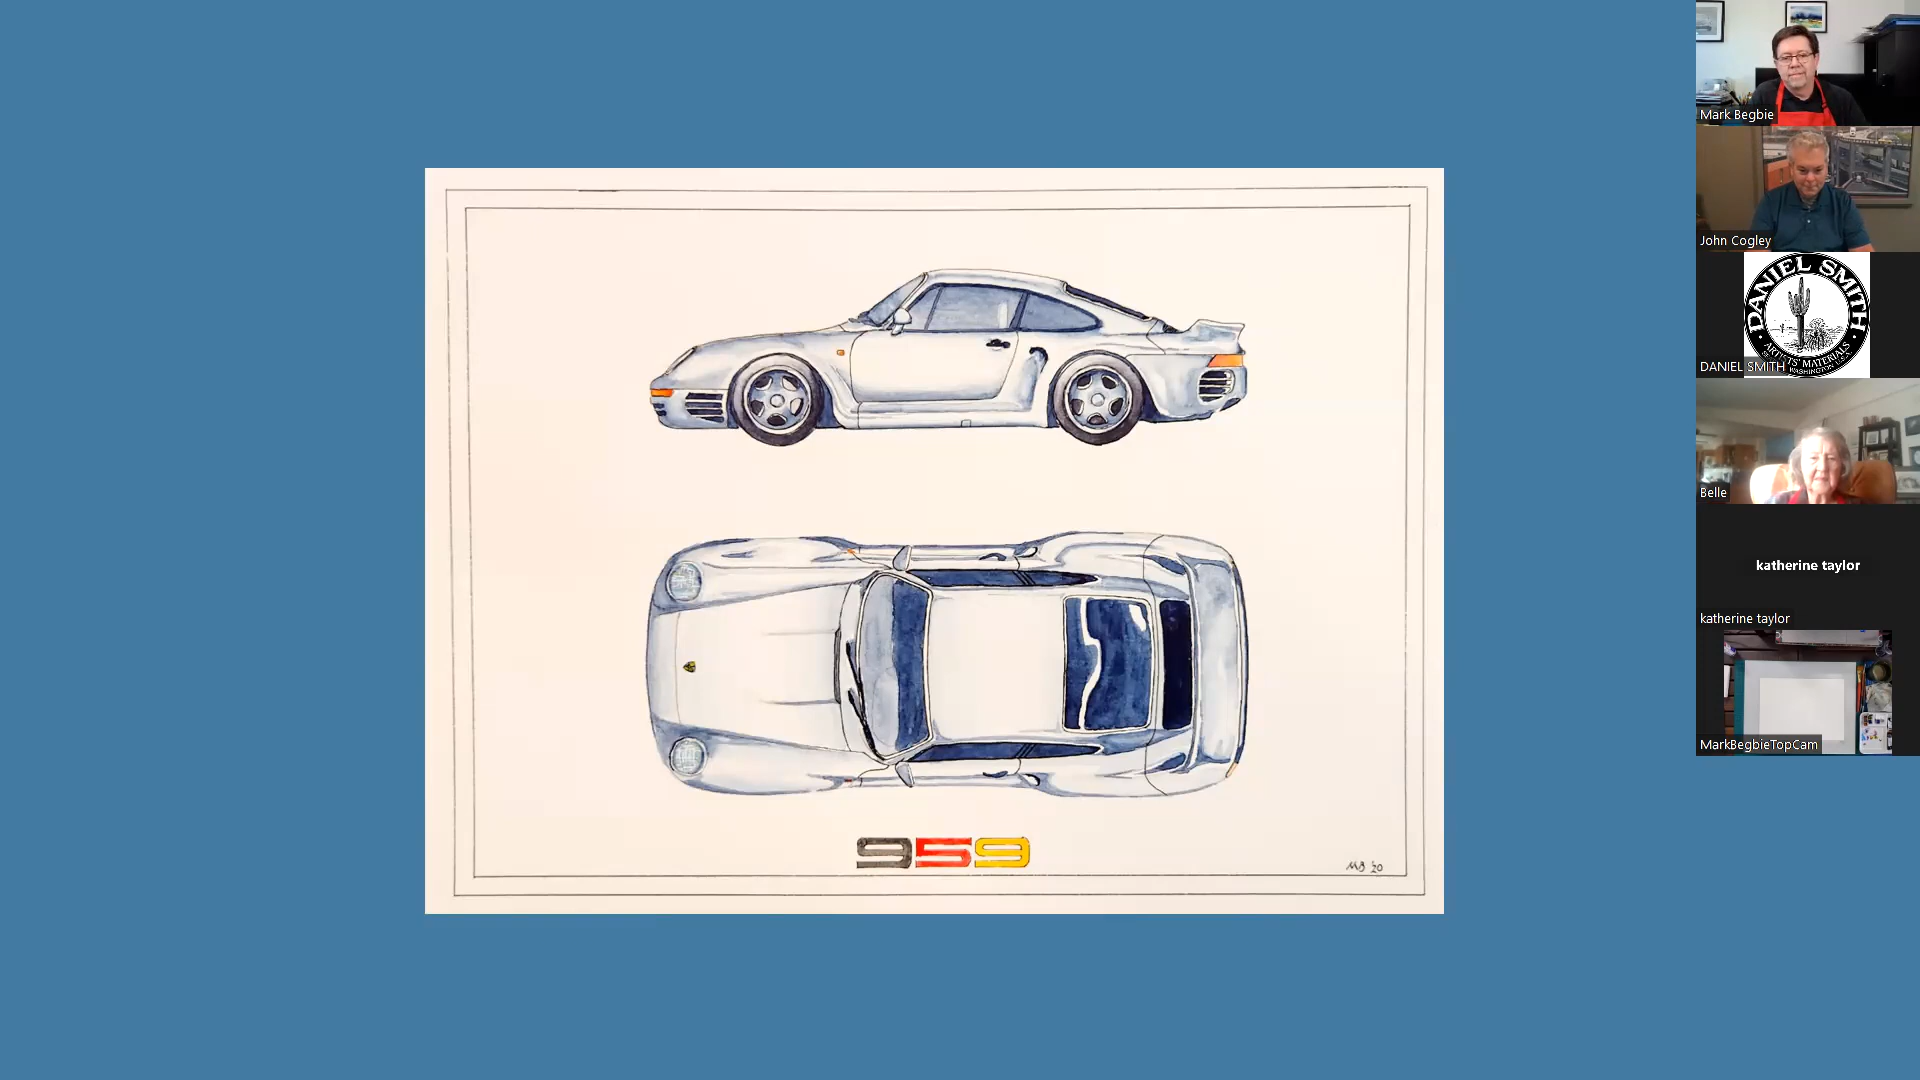 959
MB '20
Mark Begbie
John Cogley
DANIEL SMITH
ARTISTS' MATERIALS
DANIEL SMITH
Belle
katherine taylor
katherine taylor
MarkBegbieTopCam